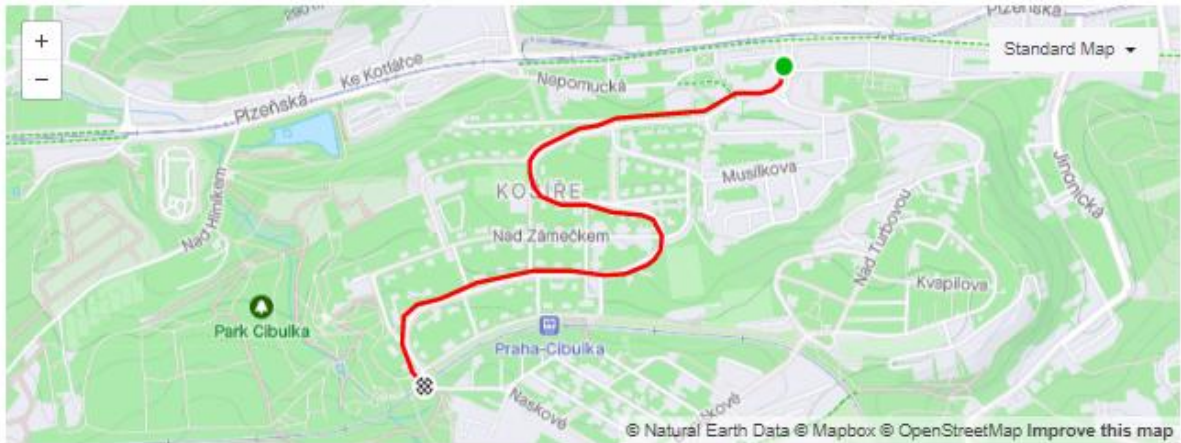 +
−
290 m
Plzeňská
Standard Map
Ke Kotlářce
Nepomucká
Plzeňská
Jinonická
Musílkova
KOŠÍŘE
Nad Hliníkem
Nad Zámečkem
Nad Turbovou
Kvapilova
Park Cibulka
Praha-Cibulka
Naskové
© Natural Earth Data © Mapbox © OpenStreetMap Improve this map